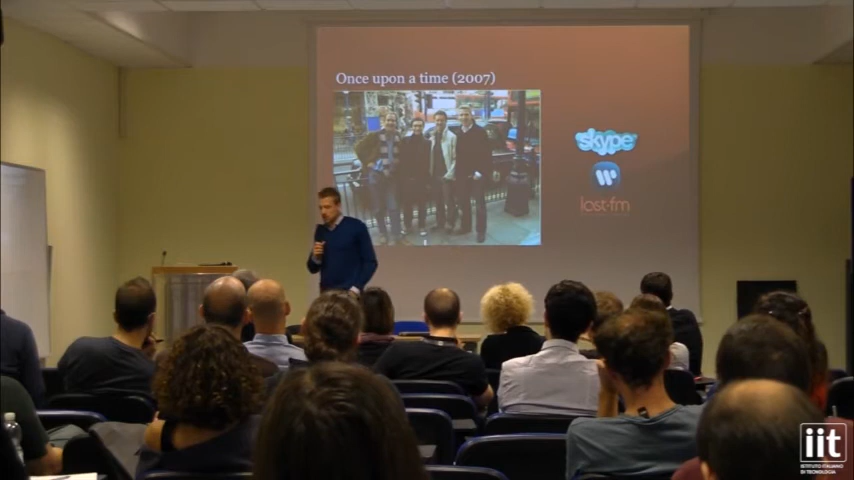 Once upon a time (2007)
skype
last.fm
iit
ISTITUTO ITALIANO
DI TECNOLOGIA